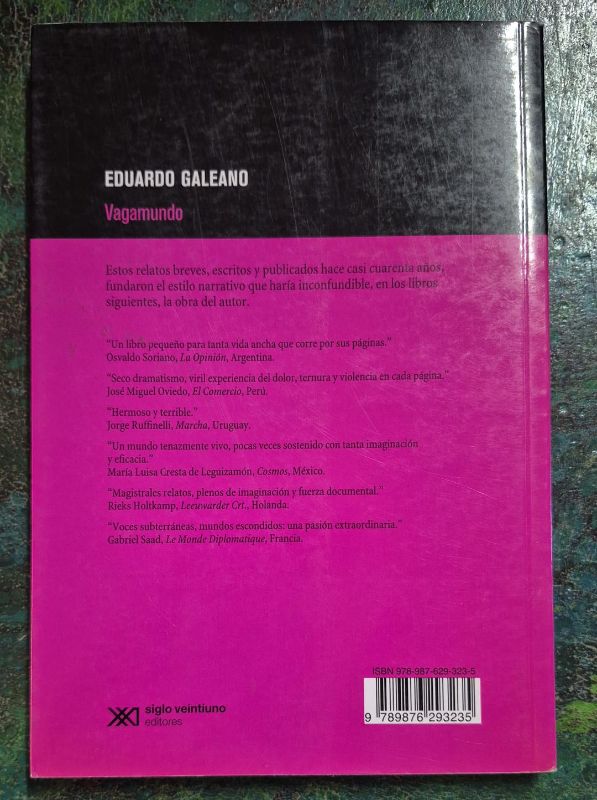 EDUARDO GALEANO
Vagamundo
Estos relatos breves, escritos y publicados hace casi cuarenta años,
fundaron el estilo narrativo que haría inconfundible, en los libros
siguientes, la obra del autor.
“Un libro pequeño para tanta vida ancha que corre por sus páginas.”
Osvaldo Soriano, La Opinión, Argentina.
“Seco dramatismo, viril experiencia del dolor, ternura y violencia en cada página.”
José Miguel Oviedo, El Comercio, Perú.
“Hermoso y terrible.”
Jorge Ruffinelli, Marcha, Uruguay.
“Un mundo tenazmente vivo, pocas veces sostenido con tanta imaginación
y eficacia.”
María Luisa Cresta de Leguizamón, Cosmos, México.
“Magistrales relatos, plenos de imaginación y fuerza documental.”
Rieks Holtkamp, Leeuwarder Crt., Holanda.
“Voces subterráneas, mundos escondidos: una pasión extraordinaria.”
Gabriel Saad, Le Monde Diplomatique, Francia.
ISBN 978-987-629-323-5
9 789876 293235
siglo veintiuno
editores